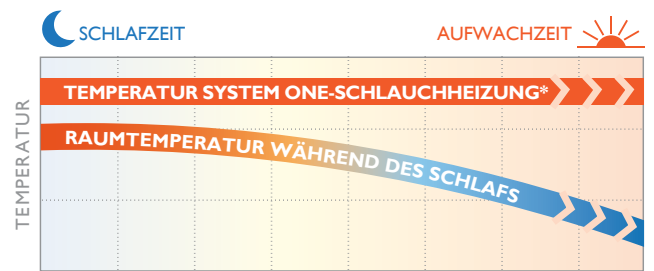 SCHLAFZEIT
AUFWACHZEIT
TEMPERATUR SYSTEM ONE-SCHLAUCHHEIZUNG*
RAUMTEMPERATUR WÄHREND DES SCHLAFS
TEMPERATUR